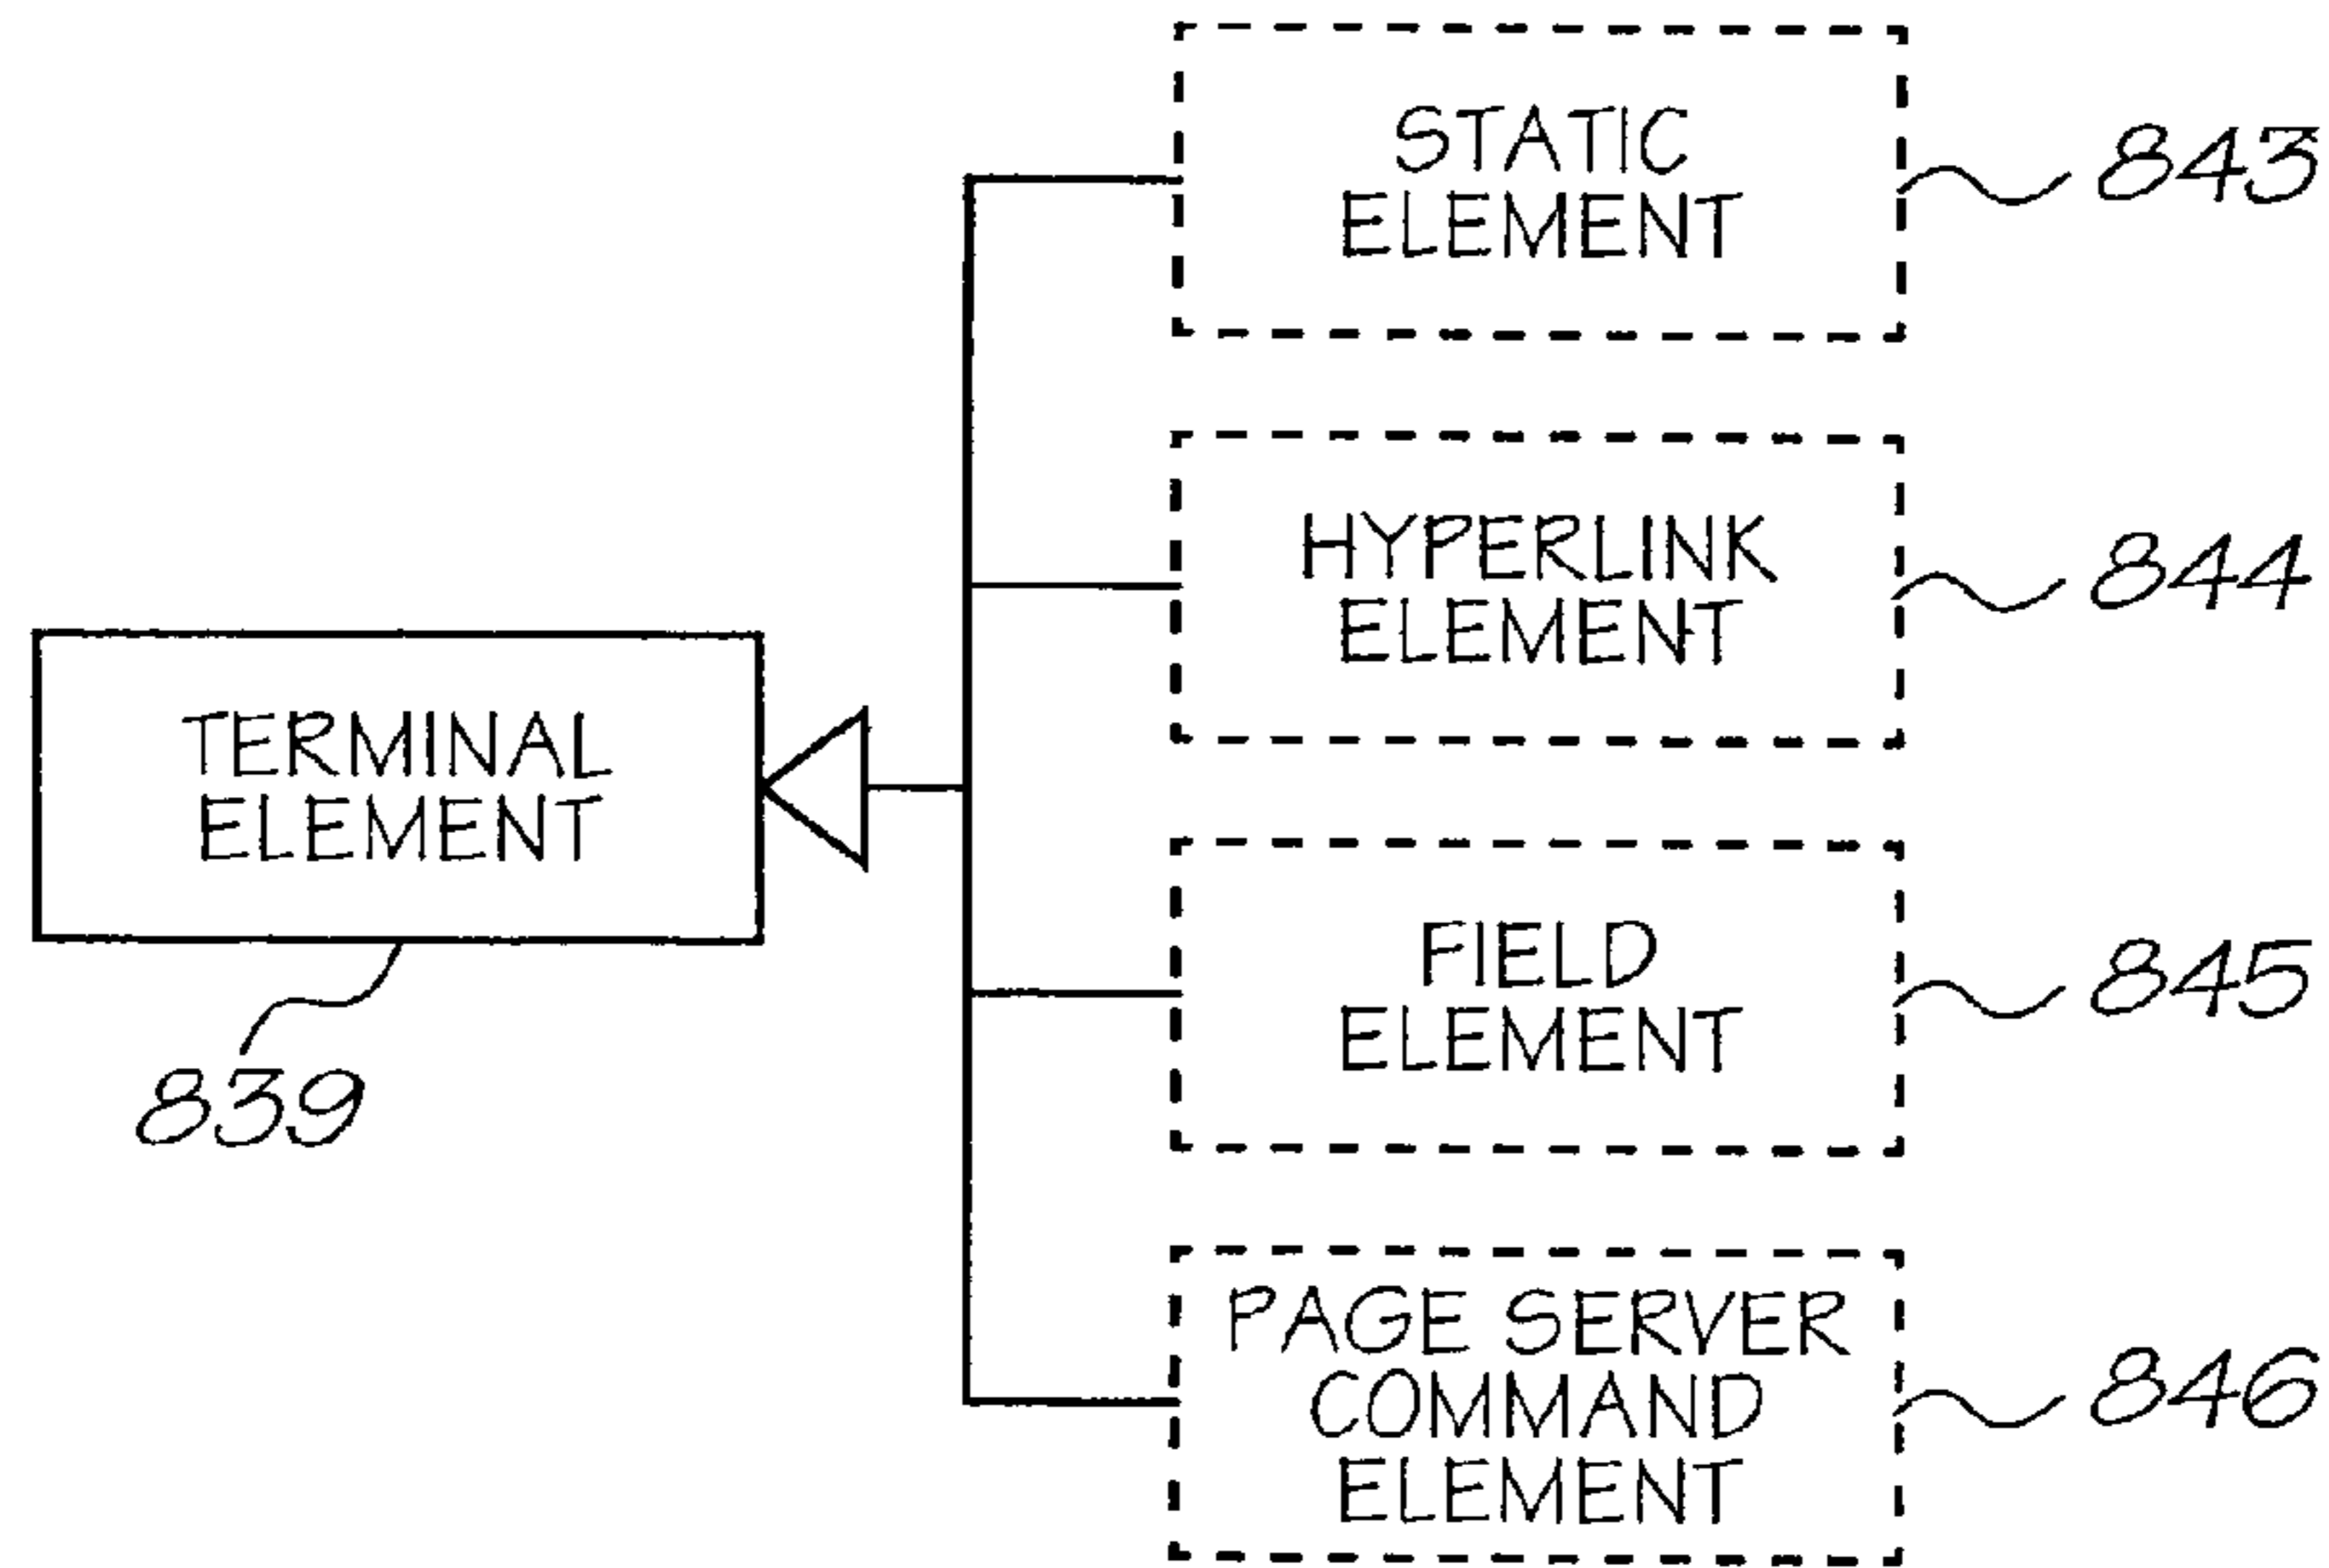 STATIC
ELEMENT
843
HYPERLINK
ELEMENT
844
TERMINAL
ELEMENT
839
FIELD
ELEMENT
845
PAGE SERVER
COMMAND
ELEMENT
846